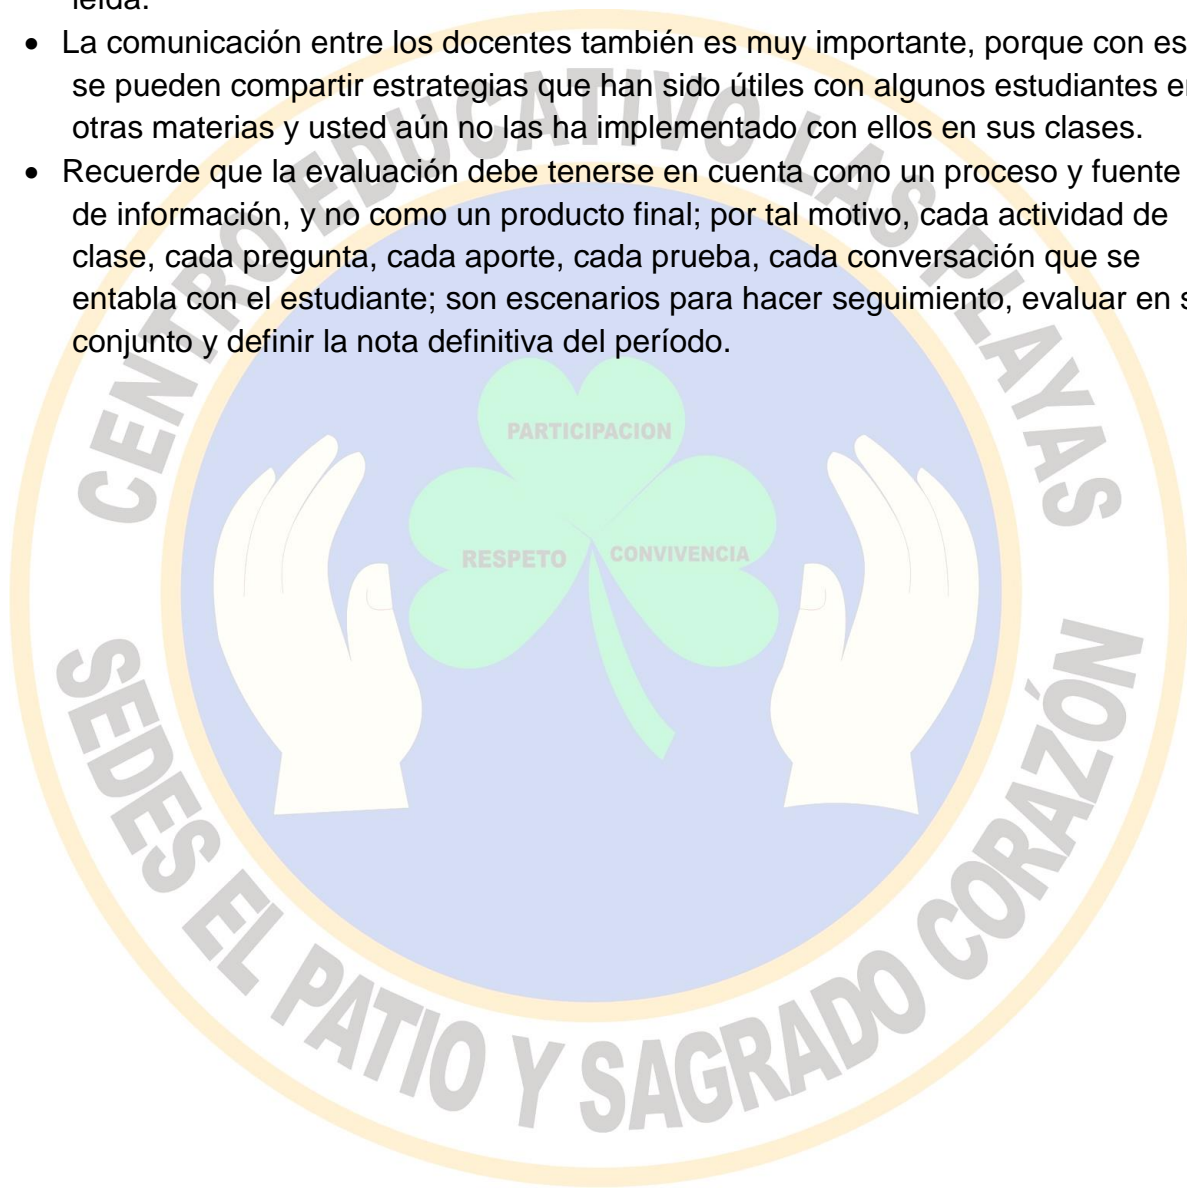 leída.
• La comunicación entre los docentes también es muy importante, porque con es
se pueden compartir estrategias que han sido útiles con algunos estudiantes en
otras materias y usted aún no las ha implementado con ellos en sus clases.
• Recuerde que la evaluación debe tenerse en cuenta como un proceso y fuente
de información, y no como un producto final; por tal motivo, cada actividad de
clase, cada pregunta, cada aporte, cada prueba, cada conversación que se
entabla con el estudiante; son escenarios para hacer seguimiento, evaluar en s
conjunto y definir la nota definitiva del período.
CENTRO EDUCATIVO LAS PLAYAS
PARTICIPACION
RESPETO CONVIVENCIA
SEDES EL PATIO Y SAGRADO CORAZÓN